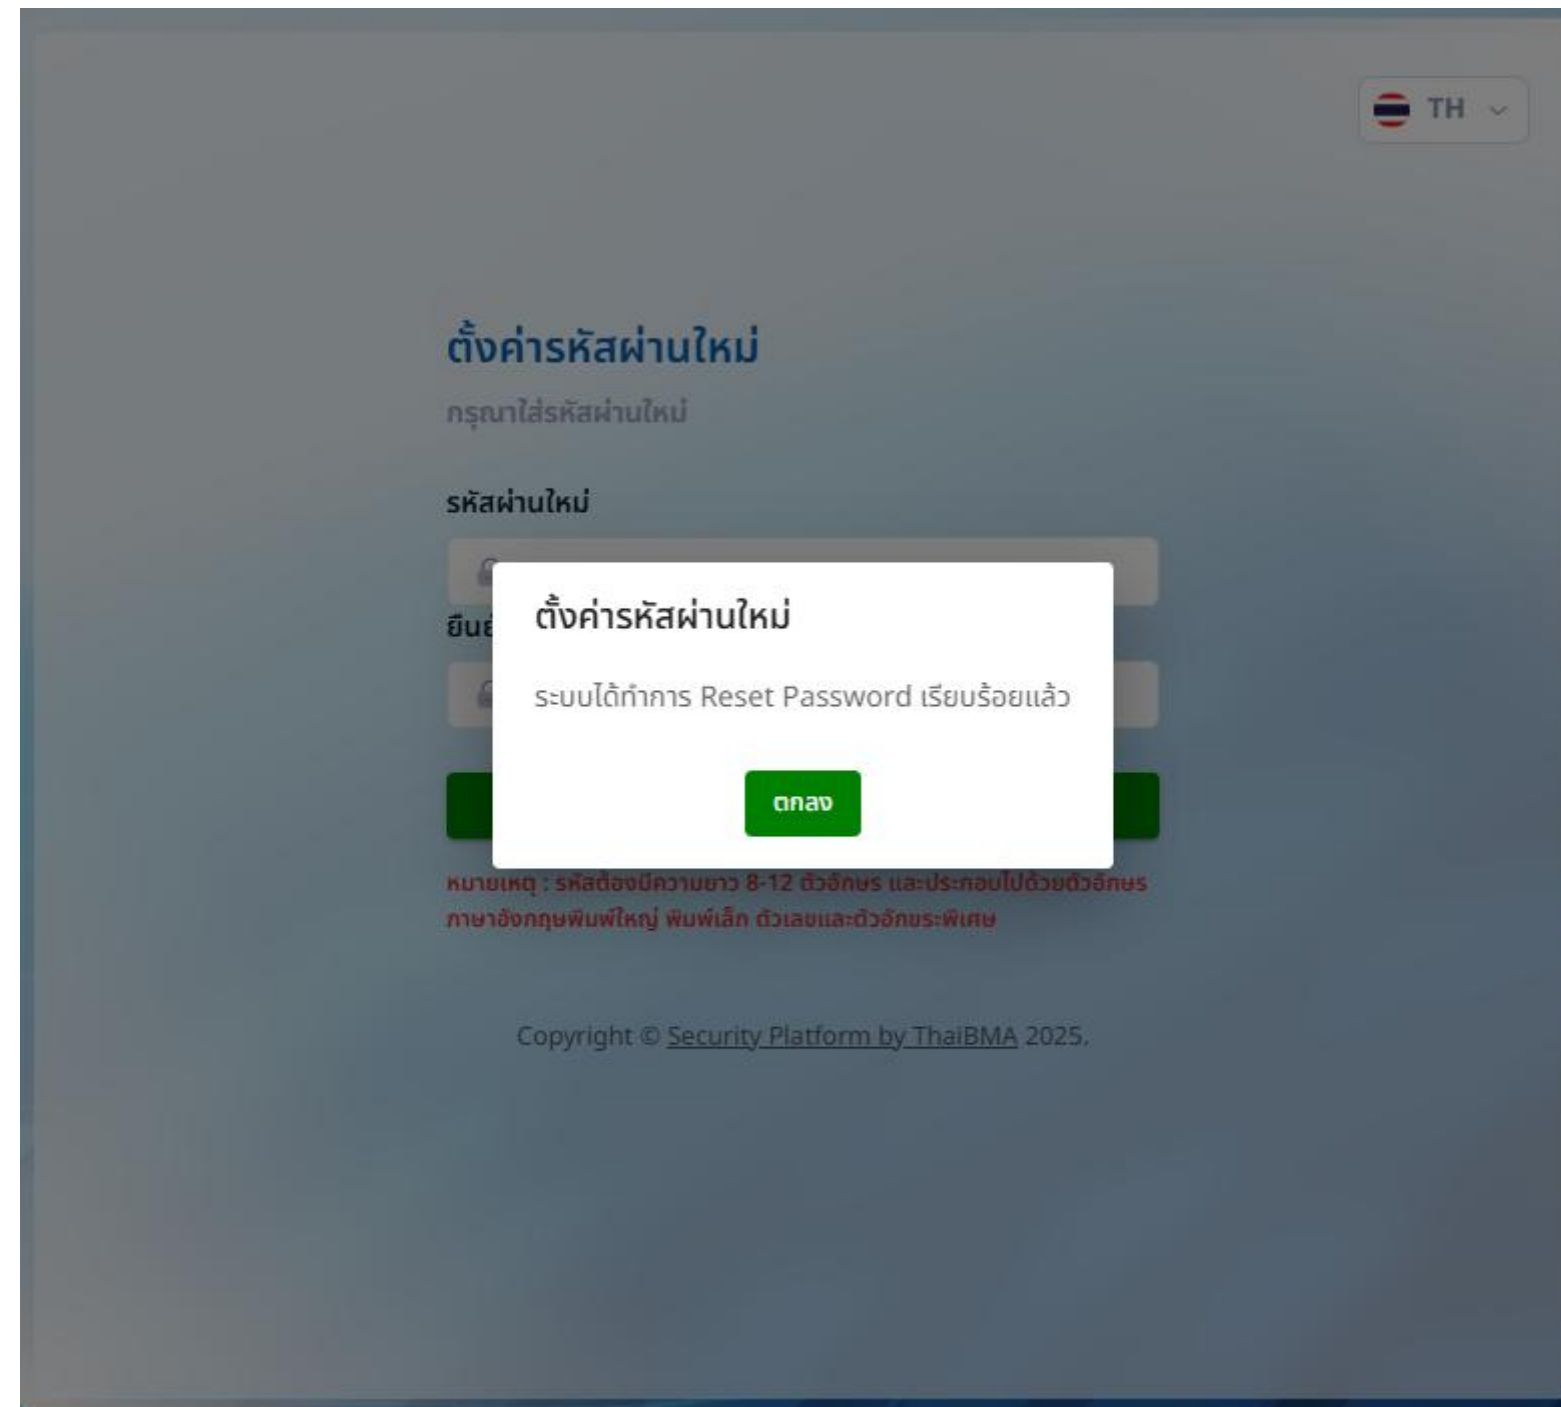 TH
ตั้งค่ารหัสผ่านใหม่
กรุณาใส่รหัสผ่านใหม่
รหัสผ่านใหม่
ตั้งค่ารหัสผ่านใหม่
ระบบได้ทำการ Reset Password เรียบร้อยแล้ว
ตกลง
หมายเหตุ : รหัสต้องมีความยาว 8-12 ตัวอักษร และประกอบไปด้วยตัวอักษร
ภาษาอังกฤษพิมพ์ใหญ่ พิมพ์เล็ก ตัวเลขและตัวอักขระพิเศษ
Copyright © Security Platform by ThaiBMA 2025.